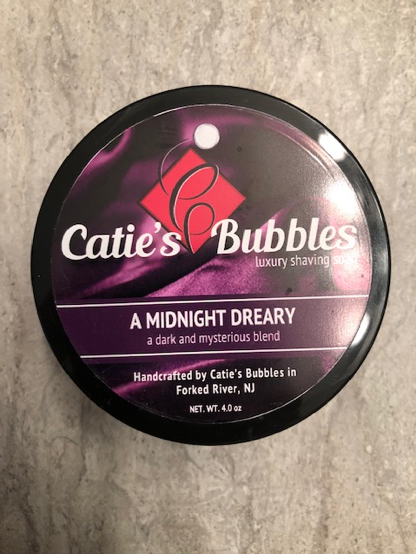 Catie's Bubbles
luxury shaving soap
A MIDNIGHT DREARY
a dark and mysterious blend
Handcrafted by Catie's Bubbles in
Forked River, NJ
NET. WT. 4.0 oz